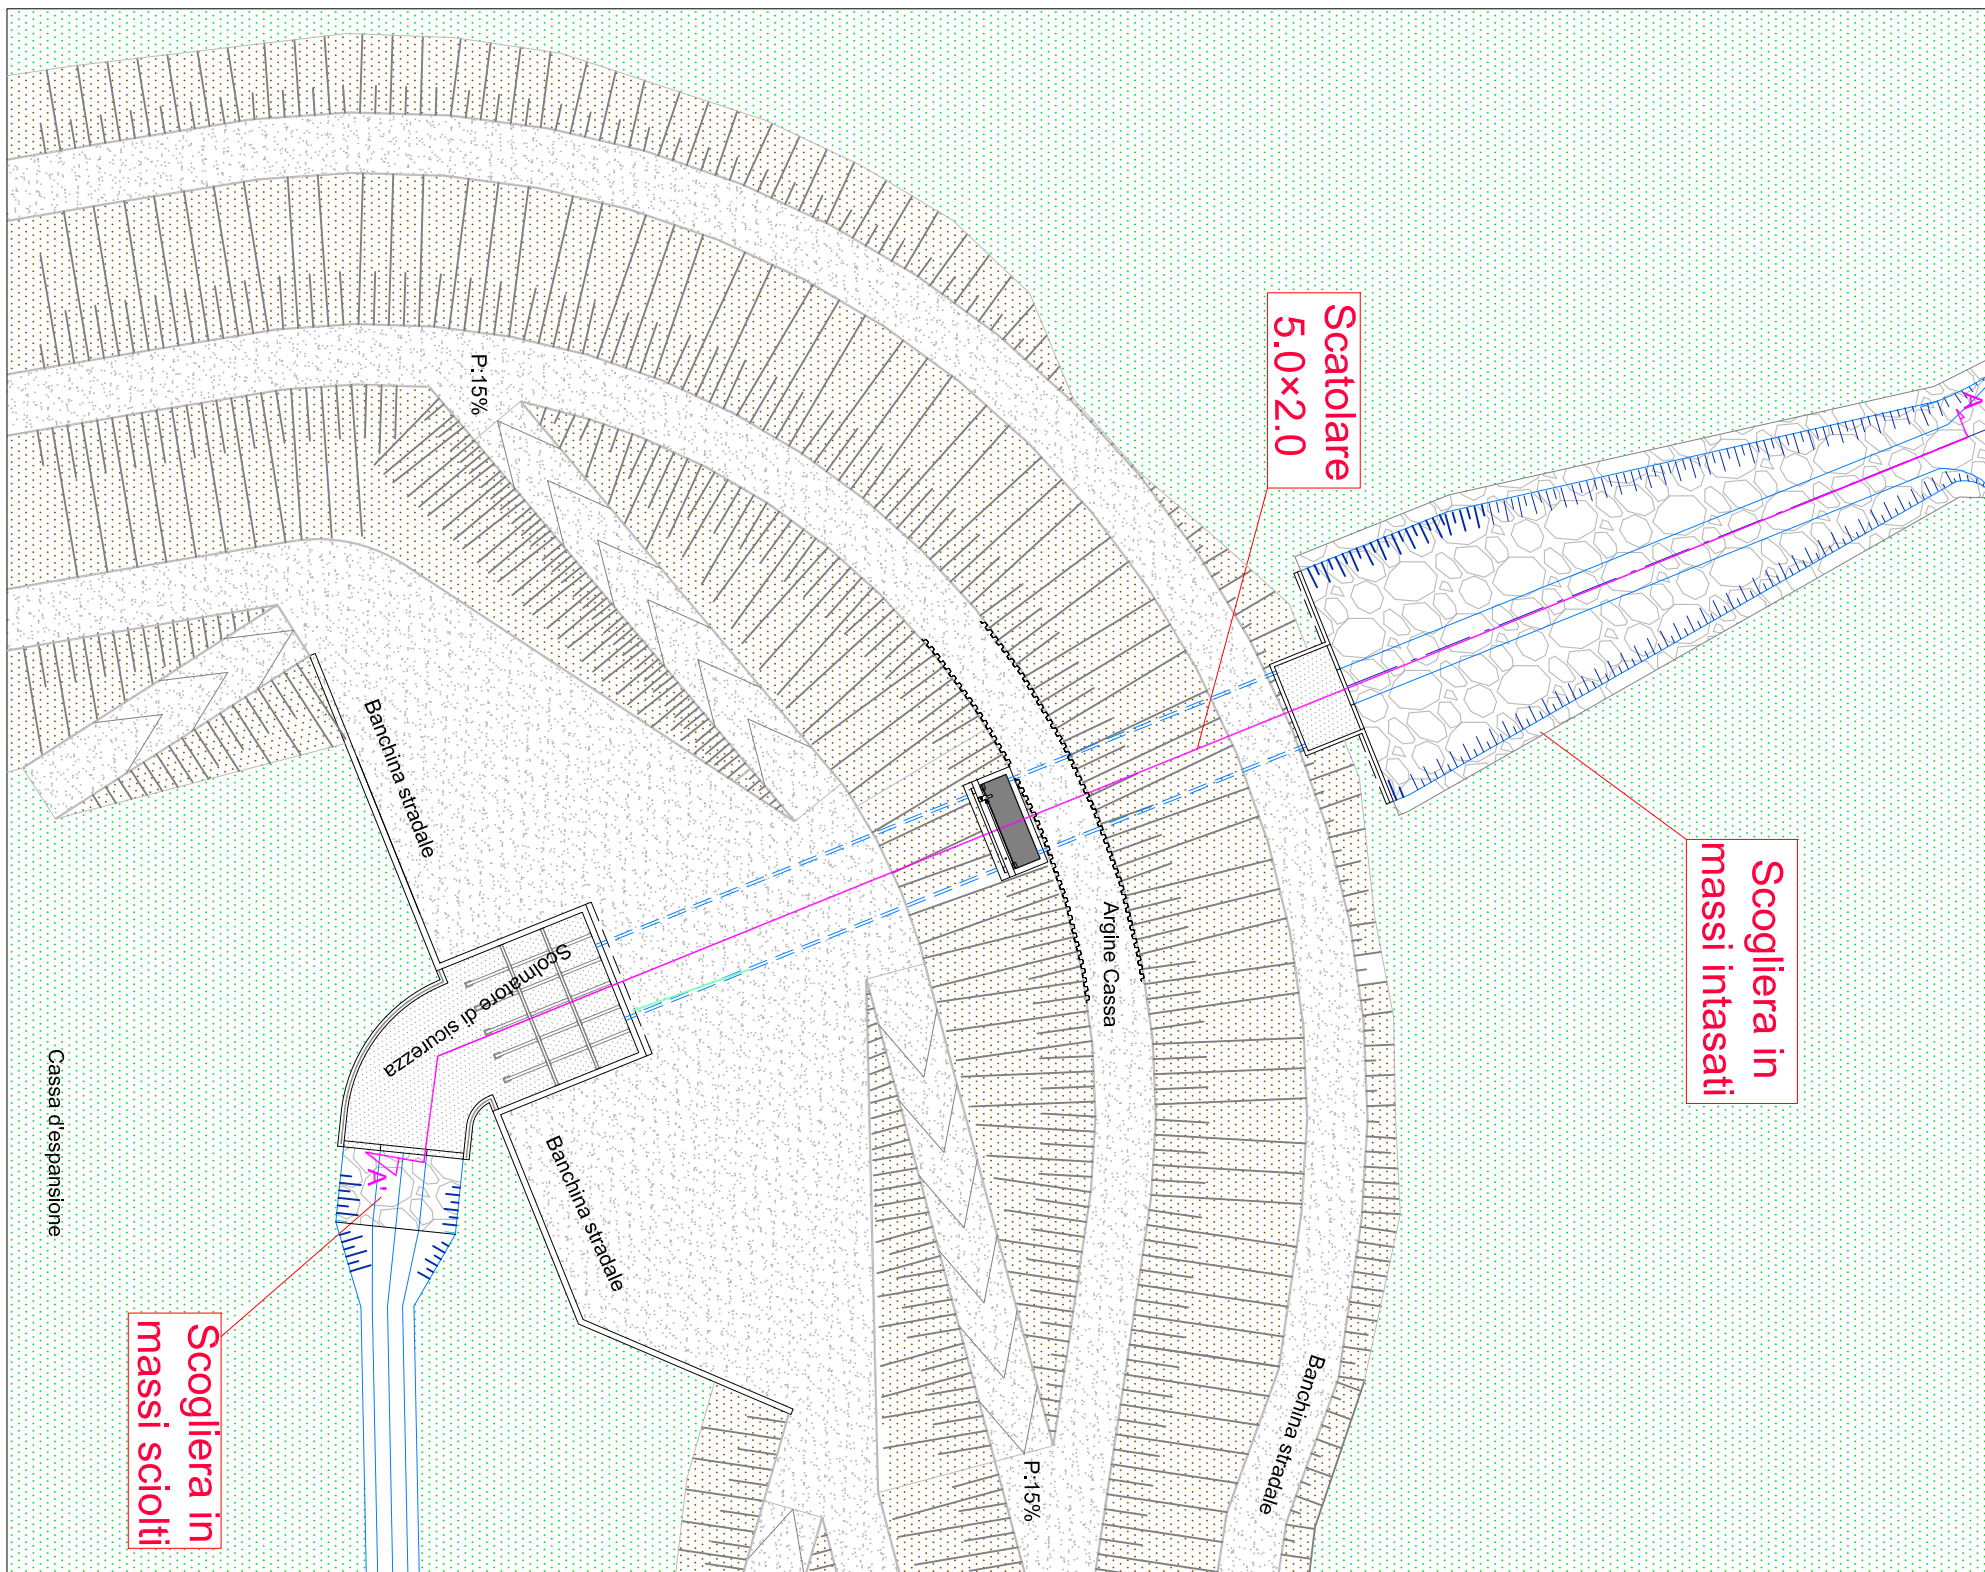 Scatolare
5.0×2.0
A
P:15%
Scogliera in
massi intasati
Banchina stradale
Argine Cassa
Scolmatore di sicurezza
Cassa d'espansione
Banchina stradale
A'
Scogliera in
massi sciolti
Banchina stradale
P:15%